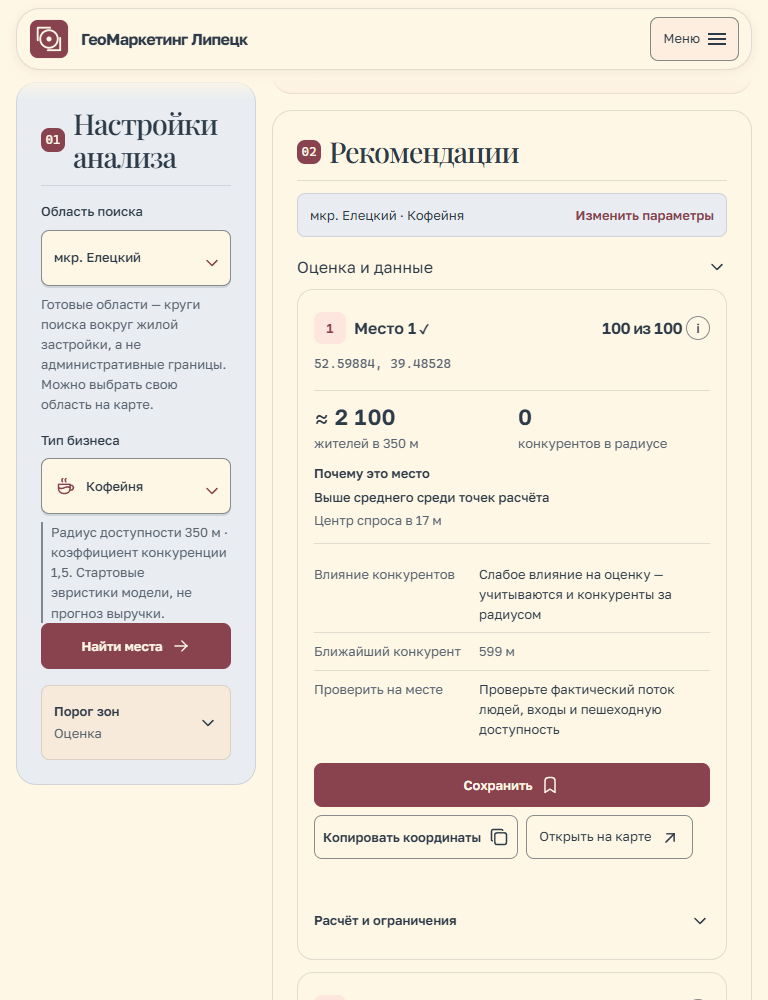 ГеоМаркетинг Липецк
Меню
01
Настройки
анализа
Область поиска
мкр. Елецкий
Готовые области — круги
поиска вокруг жилой
застройки, а не
административные границы.
Можно выбрать свою
область на карте.
Тип бизнеса
Кофейня
Радиус доступности 350 м ·
коэффициент конкуренции
1,5. Стартовые
эвристики модели, не
прогноз выручки.
Найти места
Порог зон
Оценка
02 Рекомендации
мкр. Елецкий · Кофейня Изменить параметры
Оценка и данные
1 Место 1 ✓ 100 из 100 i
52.59884, 39.48528
≈ 2 100 0
жителей в 350 м конкурентов в радиусе
Почему это место
Выше среднего среди точек расчёта
Центр спроса в 17 м
Влияние конкурентов Слабое влияние на оценку —
учитываются и конкуренты за
радиусом
Ближайший конкурент 599 м
Проверить на месте Проверьте фактический поток
людей, входы и пешеходную
доступность
Сохранить
Копировать координаты Открыть на карте
Расчёт и ограничения